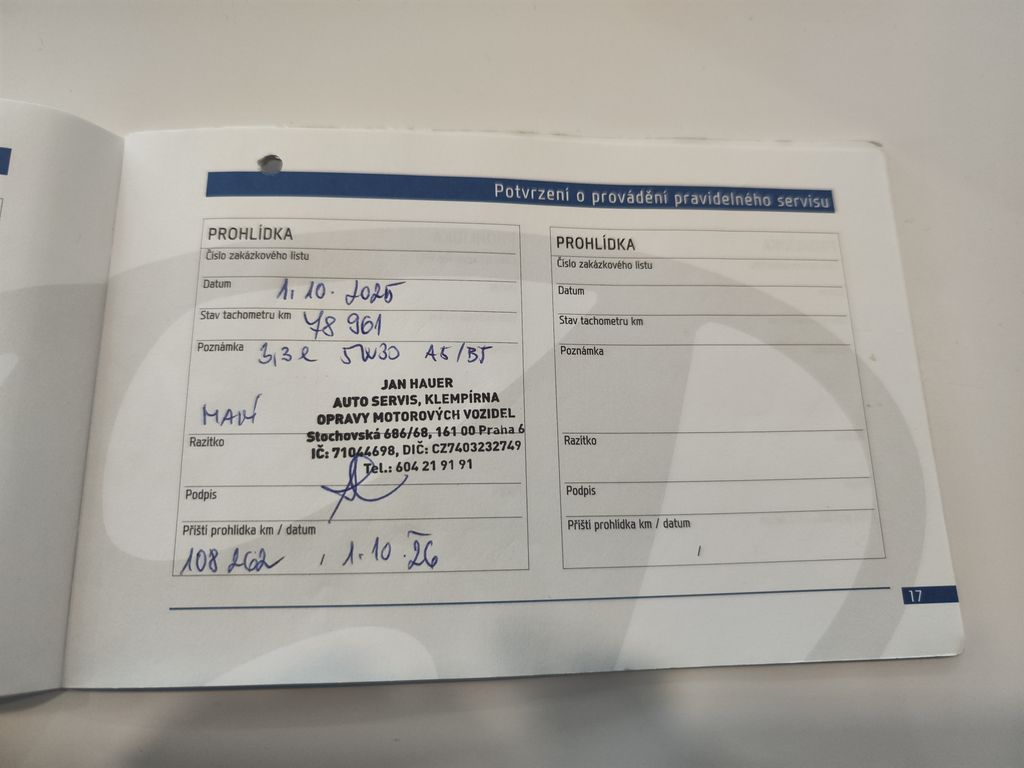 Potvrzení o provádění pravidelného servisu
PROHLÍDKA
Číslo zakázkového listu
Datum 1. 10. 2025
Stav tachometru km 78 961
Poznámka 3,3 l 5W30 A5/B5
JAN HAUER
AUTO SERVIS, KLEMPÍRNA
OPRAVY MOTOROVÝCH VOZIDEL
Stochovská 686/68, 161 00 Praha 6
IČ: 71044698, DIČ: CZ7403232749
Tel.: 604 21 91 91
Razítko
Podpis
Příští prohlídka km / datum
108 262 / 1.10.26
PROHLÍDKA
Číslo zakázkového listu
Datum
Stav tachometru km
Poznámka
Razítko
Podpis
Příští prohlídka km / datum
/
17